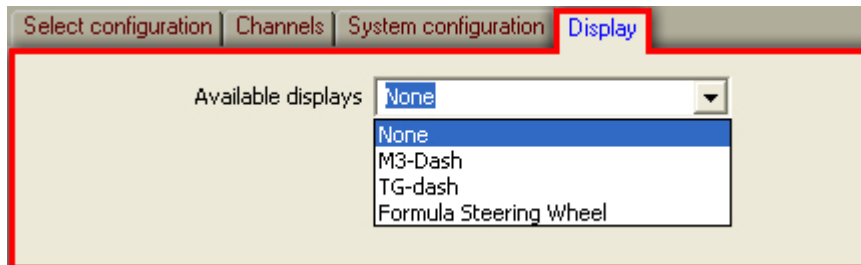 Select configuration Channels System configuration Display
Available displays None
None
M3-Dash
TG-dash
Formula Steering Wheel